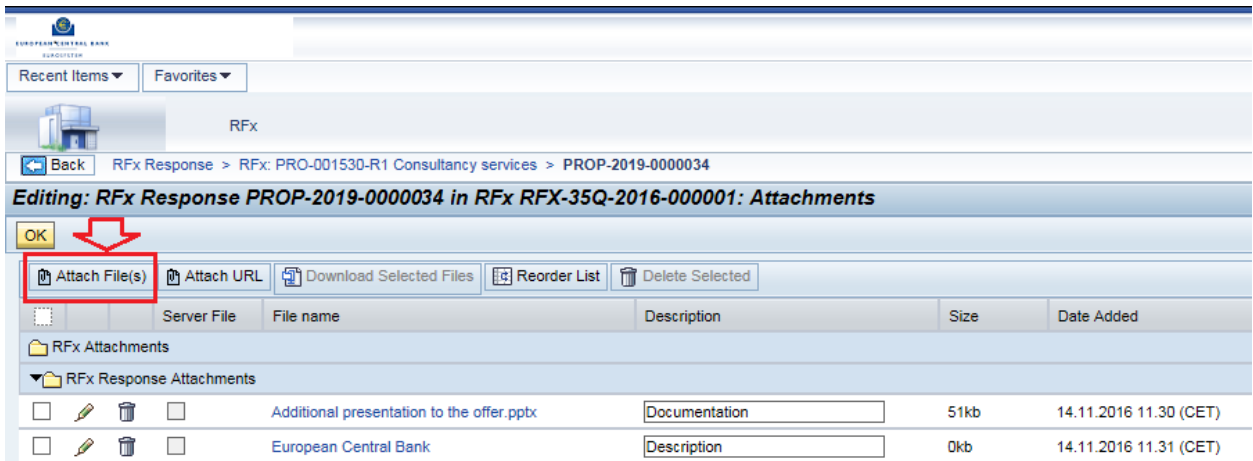 EUROPEAN CENTRAL BANK
EUROSYSTEM
Recent Items Favorites
RFx
Back RFx Response > RFx: PRO-001530-R1 Consultancy services > PROP-2019-0000034
Editing: RFx Response PROP-2019-0000034 in RFx RFX-35Q-2016-000001: Attachments
OK
Attach File(s) Attach URL Download Selected Files Reorder List Delete Selected
Server File File name Description Size Date Added
RFx Attachments
RFx Response Attachments
Additional presentation to the offer.pptx Documentation 51kb 14.11.2016 11.30 (CET)
European Central Bank Description 0kb 14.11.2016 11.31 (CET)